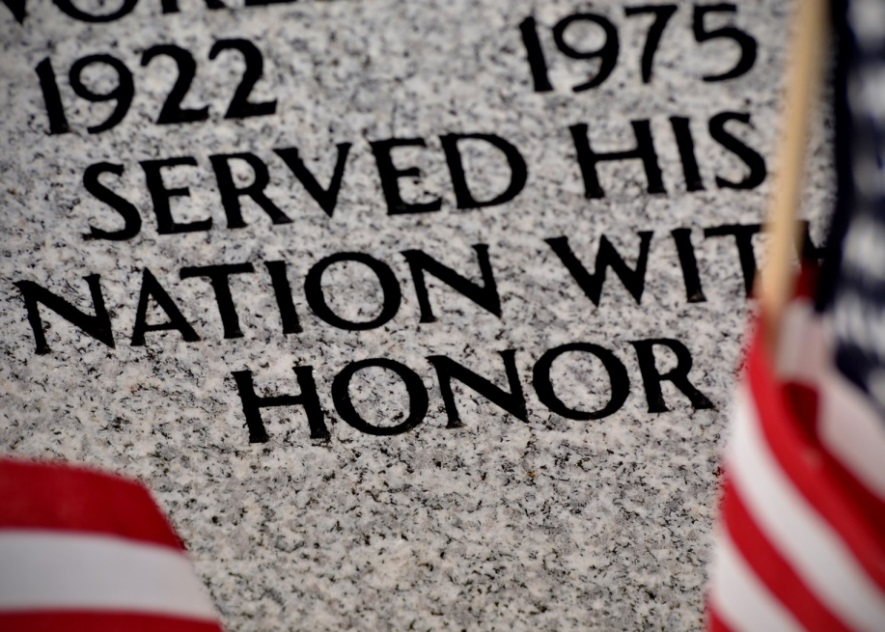 1922 1975
SERVED HIS
NATION WITH
HONOR